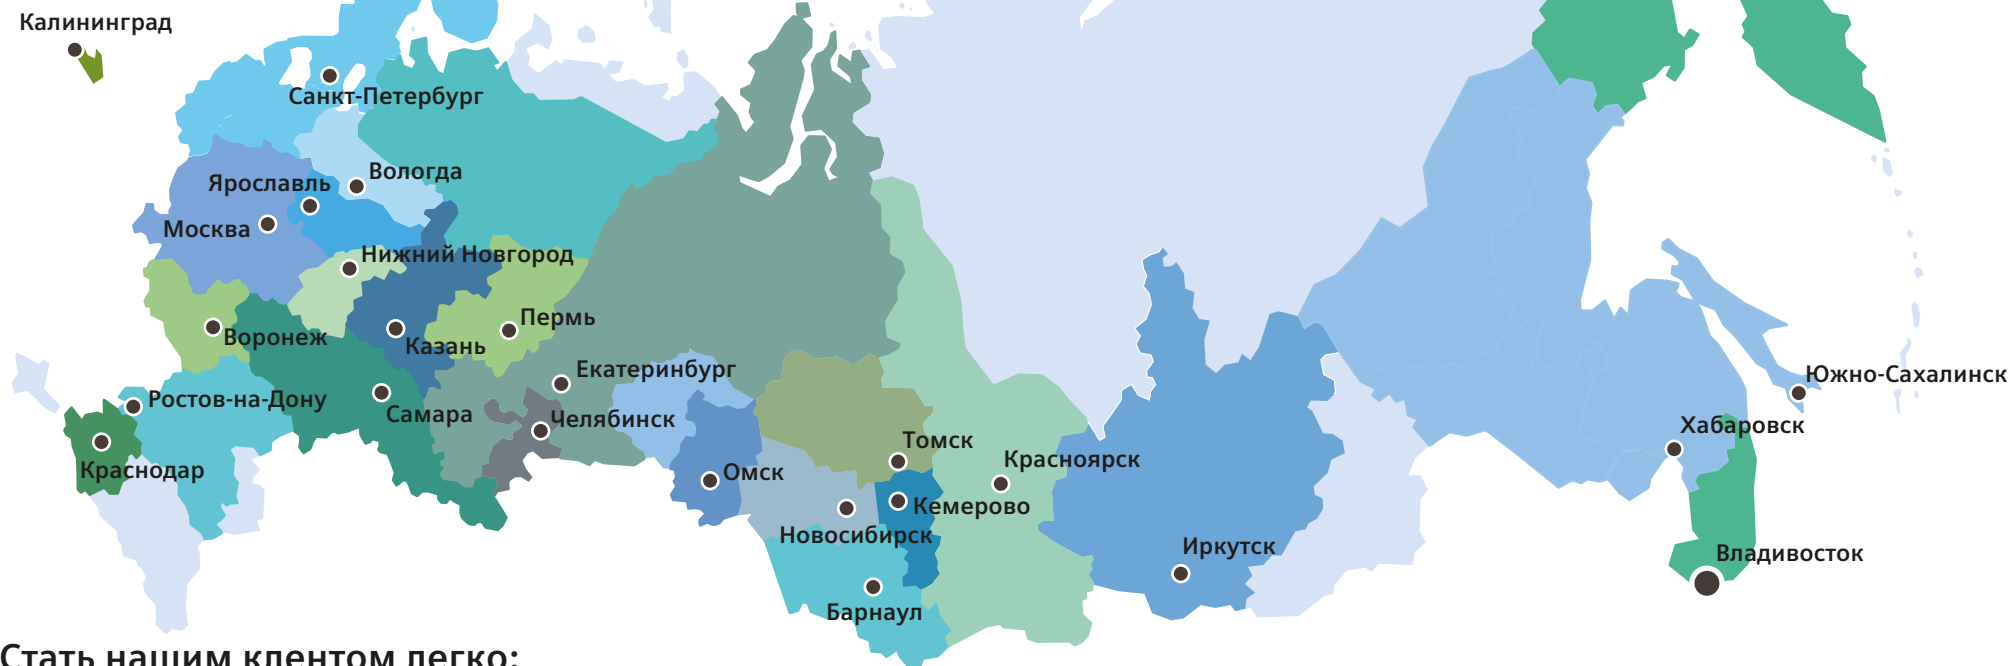 Калининград
Санкт-Петербург
Вологда
Ярославль
Москва
Нижний Новгород
Пермь
Воронеж
Казань
Екатеринбург
Южно-Сахалинск
Ростов-на-Дону
Самара
Челябинск
Хабаровск
Томск
Красноярск
Краснодар
Омск
Кемерово
Новосибирск
Иркутск
Владивосток
Барнаул
Стать нашим клентом легко: